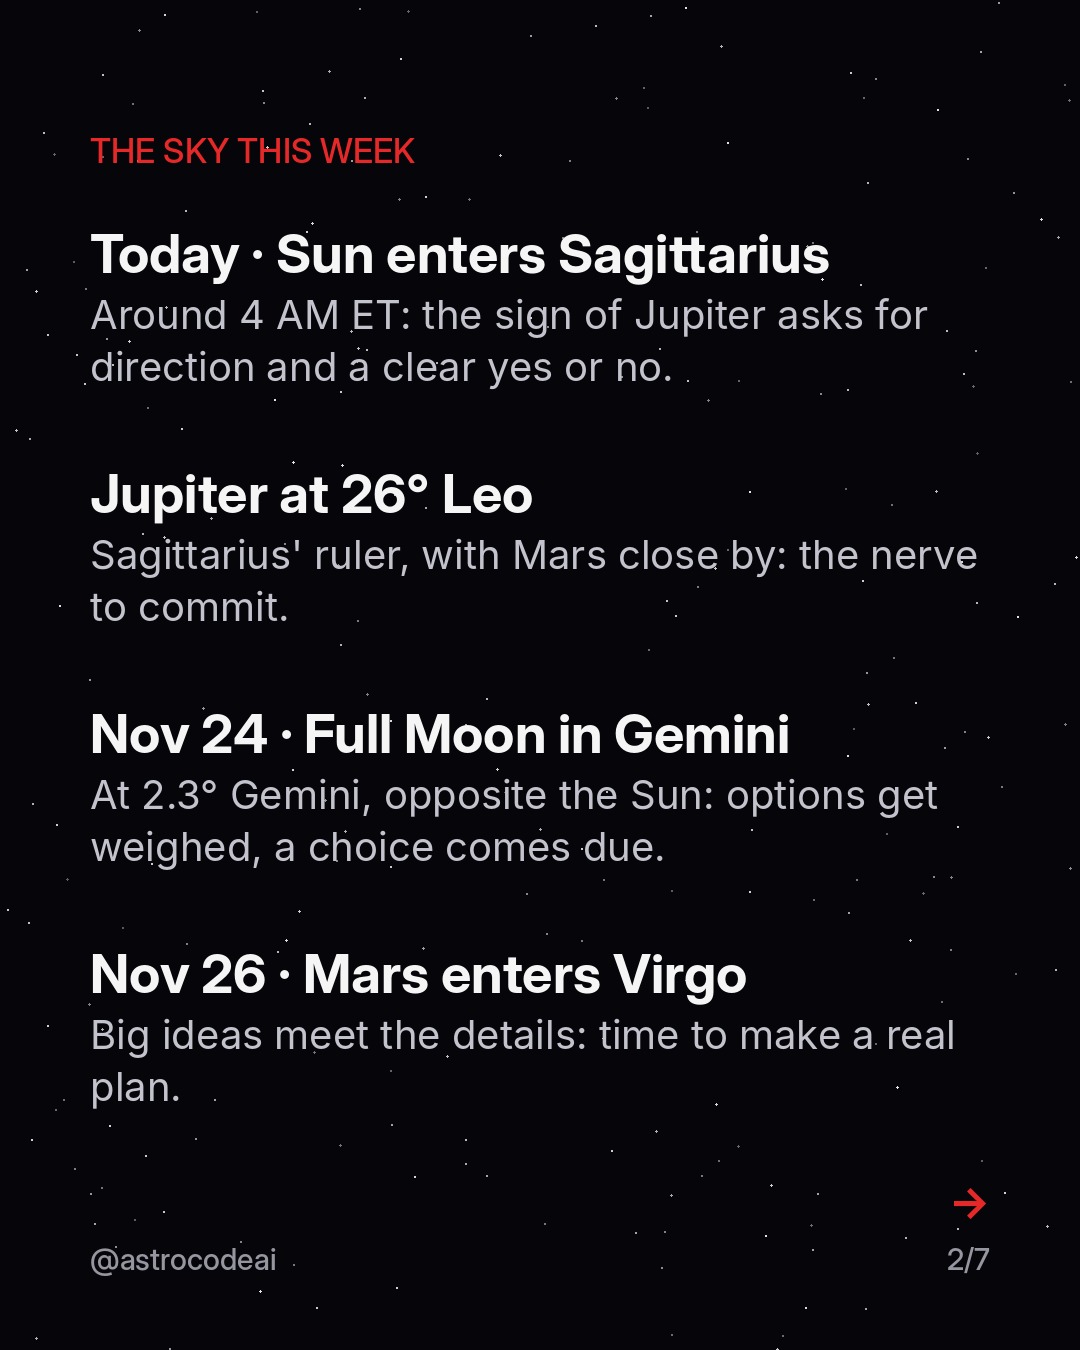 THE SKY THIS WEEK
Today · Sun enters Sagittarius
Around 4 AM ET: the sign of Jupiter asks for
direction and a clear yes or no.
Jupiter at 26° Leo
Sagittarius' ruler, with Mars close by: the nerve
to commit.
Nov 24 · Full Moon in Gemini
At 2.3° Gemini, opposite the Sun: options get
weighed, a choice comes due.
Nov 26 · Mars enters Virgo
Big ideas meet the details: time to make a real
plan.
→
@astrocodeai
2/7